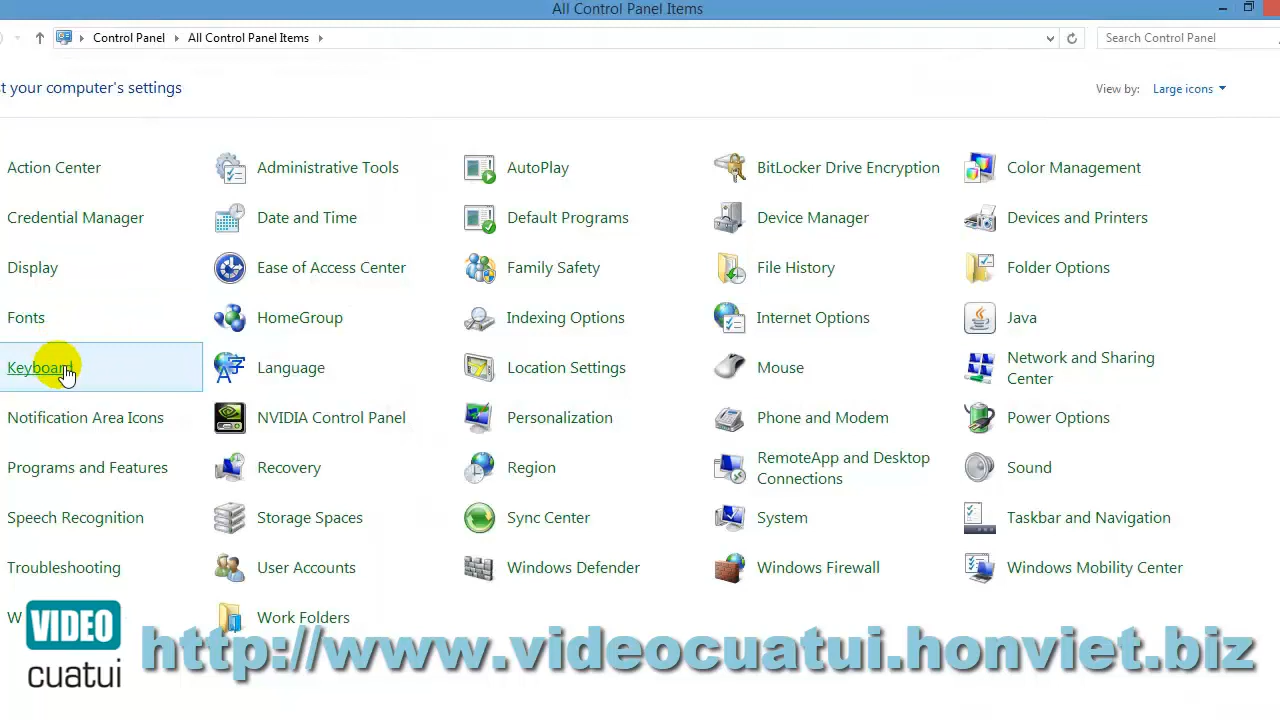 All Control Panel Items
Control Panel
All Control Panel Items
Search Control Panel
t your computer's settings
View by:
Large icons
Action Center
Administrative Tools
AutoPlay
BitLocker Drive Encryption
Color Management
Credential Manager
Date and Time
Default Programs
Device Manager
Devices and Printers
Display
Ease of Access Center
Family Safety
File History
Folder Options
Fonts
HomeGroup
Indexing Options
Internet Options
Java
Keyboard
Language
Location Settings
Mouse
Network and Sharing
Center
Notification Area Icons
NVIDIA Control Panel
Personalization
Phone and Modem
Power Options
Programs and Features
Recovery
Region
RemoteApp and Desktop
Connections
Sound
Speech Recognition
Storage Spaces
Sync Center
System
Taskbar and Navigation
Troubleshooting
User Accounts
Windows Defender
Windows Firewall
Windows Mobility Center
W
Work Folders
VIDEO
cuatui
http://www.videocuatui.honviet.biz